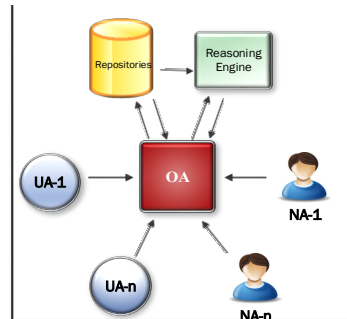 Repositories
Reasoning
Engine
UA-1
OA
NA-1
UA-n
NA-n